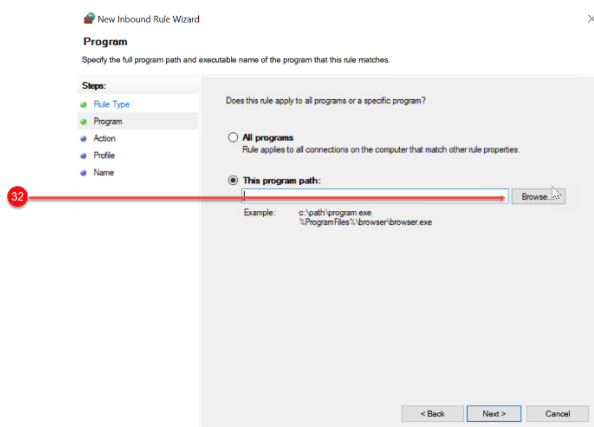 New Inbound Rule Wizard
Program
Specify the full program path and executable name of the program that this rule matches.
Steps:
Rule Type
Program
Action
Profile
Name
Does this rule apply to all programs or a specific program?
All programs
Rule applies to all connections on the computer that match other rule properties.
This program path:
32
Browse...
Example:
c:\path\program.exe
%ProgramFiles%\browser\browser.exe
< Back
Next >
Cancel